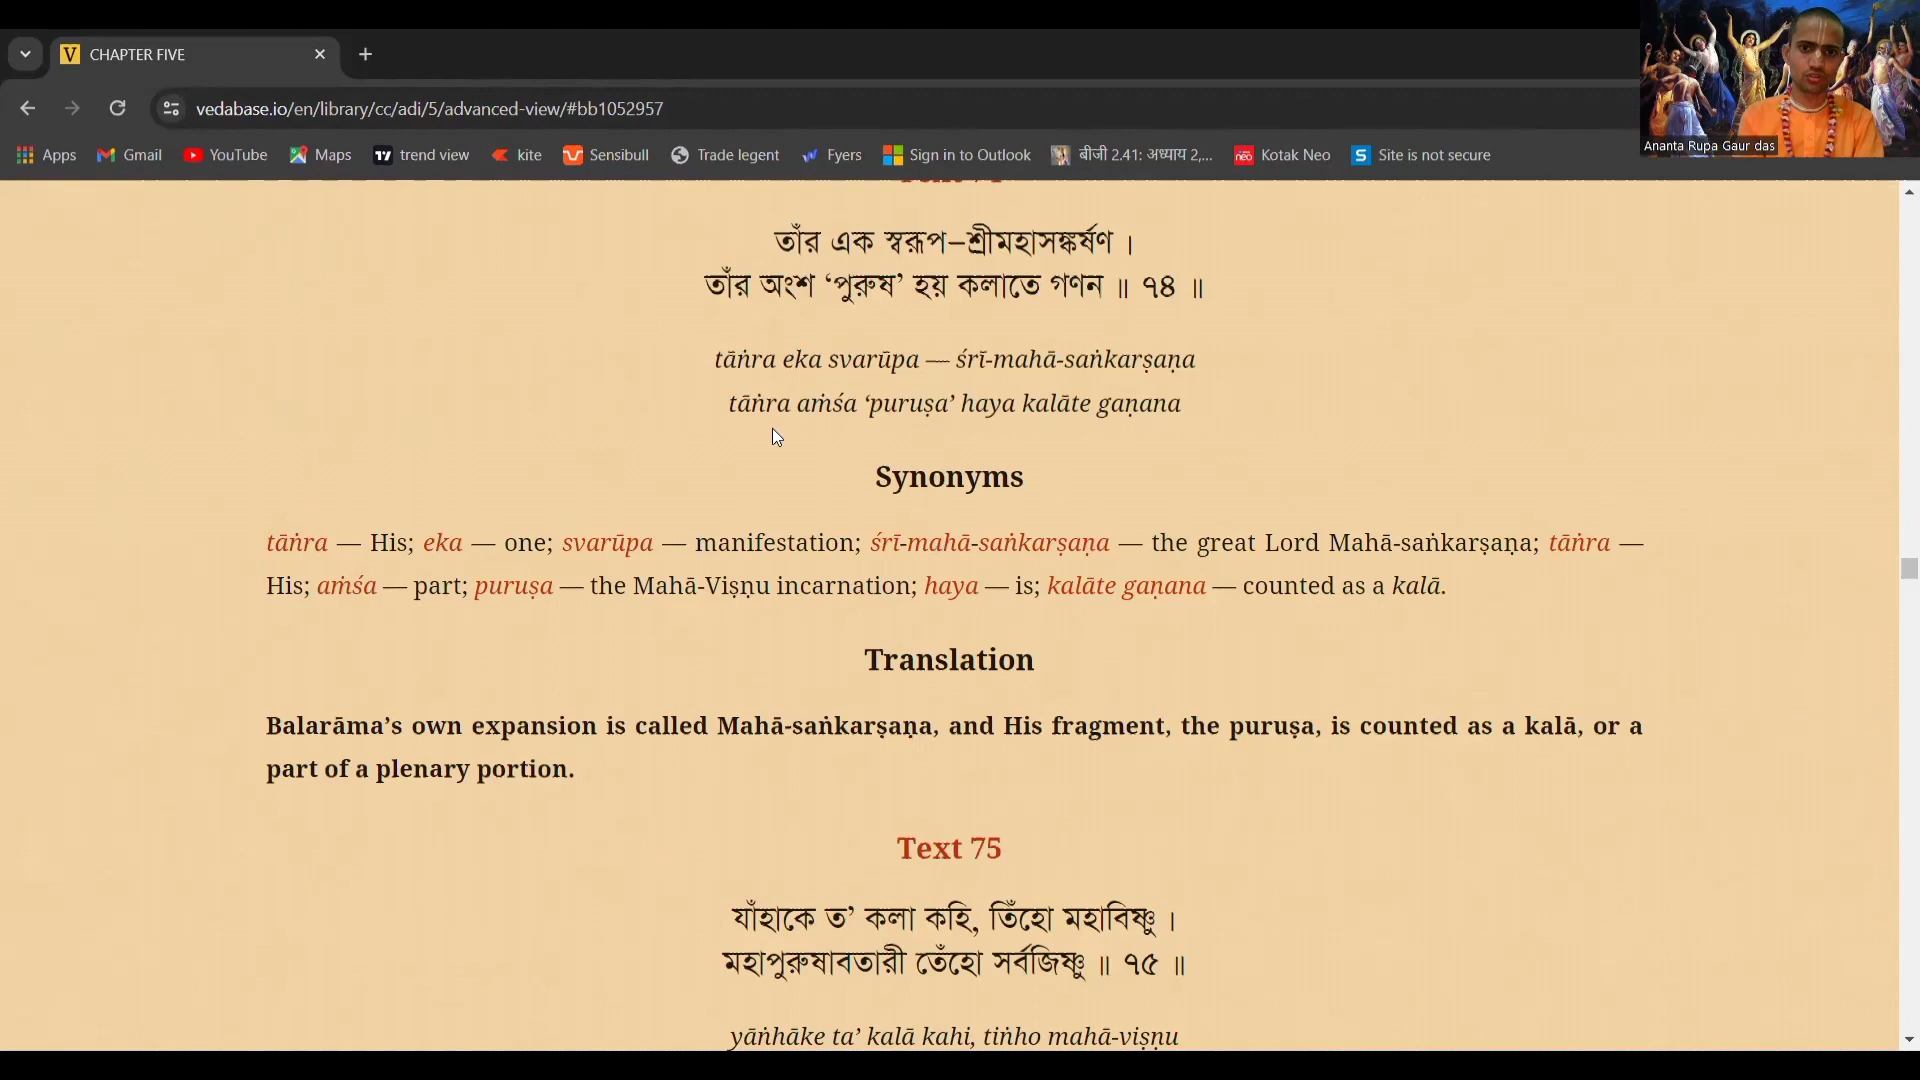 CHAPTER FIVE
vedabase.io/en/library/cc/adi/5/advanced-view/#bb1052957
Apps Gmail YouTube Maps trend view kite Sensibull Trade legent Fyers Sign in to Outlook बीजी 2.41: अध्याय 2,... Kotak Neo Site is not secure
Ananta Rupa Gaur das
তাঁর এক স্বরূপ–শ্রীমহাসঙ্কর্ষণ ।
তাঁর অংশ ‘পুরুষ’ হয় কলাতে গণন ॥ ৭৪ ॥
tāṅra eka svarūpa — śrī-mahā-saṅkarṣaṇa
tāṅra aṁśa ‘puruṣa’ haya kalāte gaṇana
Synonyms
tāṅra — His; eka — one; svarūpa — manifestation; śrī-mahā-saṅkarṣaṇa — the great Lord Mahā-saṅkarṣaṇa; tāṅra —
His; aṁśa — part; puruṣa — the Mahā-Viṣṇu incarnation; haya — is; kalāte gaṇana — counted as a kalā.
Translation
Balarāma’s own expansion is called Mahā-saṅkarṣaṇa, and His fragment, the puruṣa, is counted as a kalā, or a
part of a plenary portion.
Text 75
যাঁহাকে ত’ কলা কহি, তিঁহো মহাবিষ্ণু ।
মহাপুরুষাবতারী তেঁহো সর্বজিষ্ণু ॥ ৭৫ ॥
yāṅhāke ta’ kalā kahi, tiṅho mahā-viṣṇu